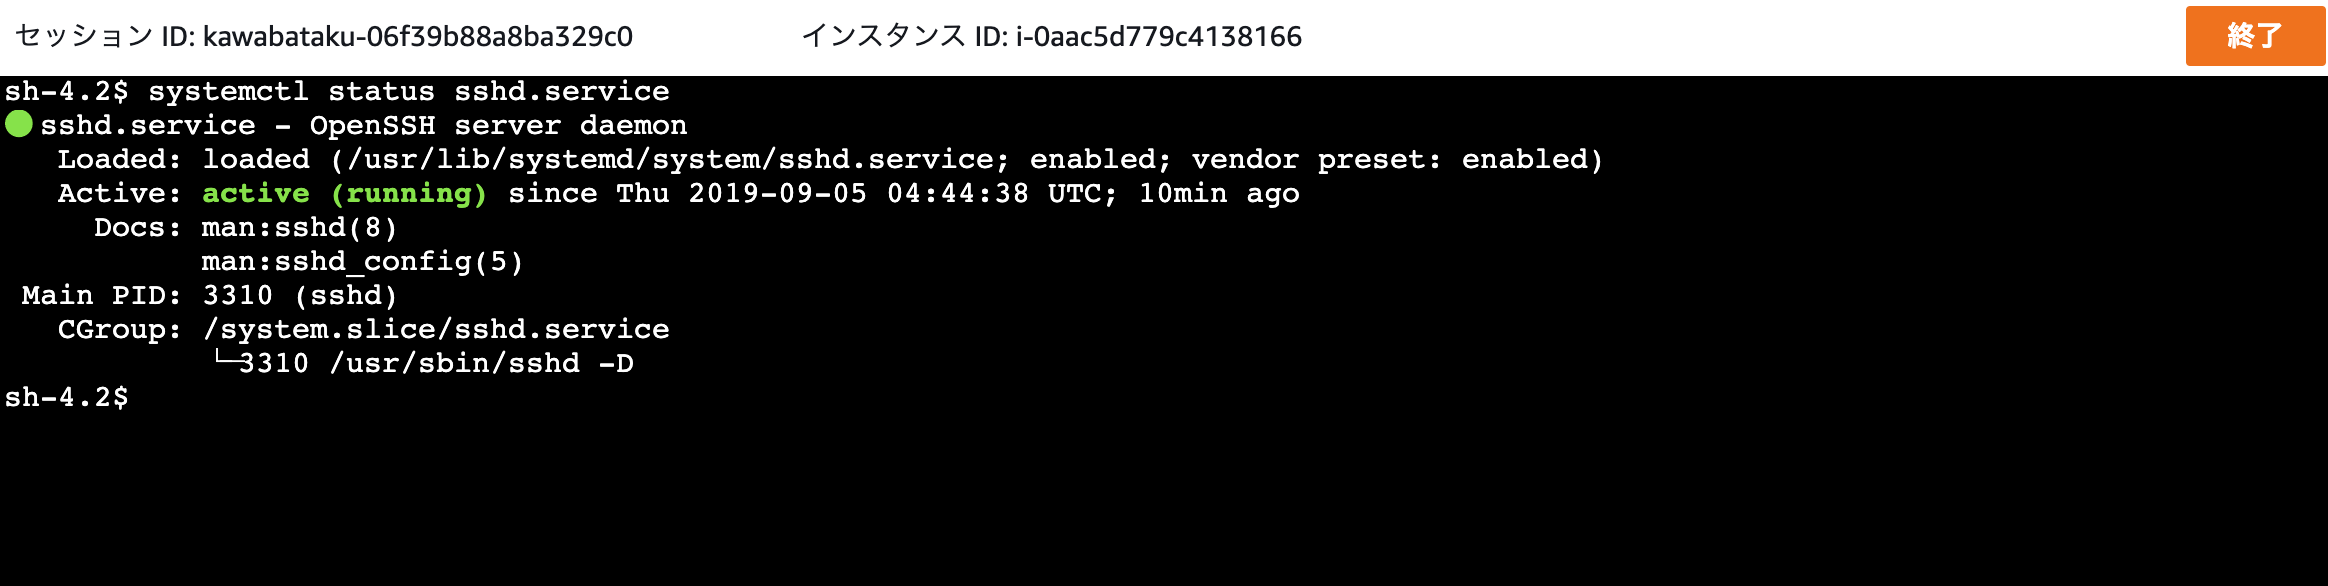 セッション ID: kawabataku-06f39b88a8ba329c0 インスタンス ID: i-0aac5d779c4138166 終了
sh-4.2$ systemctl status sshd.service
● sshd.service - OpenSSH server daemon
   Loaded: loaded (/usr/lib/systemd/system/sshd.service; enabled; vendor preset: enabled)
   Active: active (running) since Thu 2019-09-05 04:44:38 UTC; 10min ago
     Docs: man:sshd(8)
           man:sshd_config(5)
 Main PID: 3310 (sshd)
   CGroup: /system.slice/sshd.service
           └─3310 /usr/sbin/sshd -D
sh-4.2$